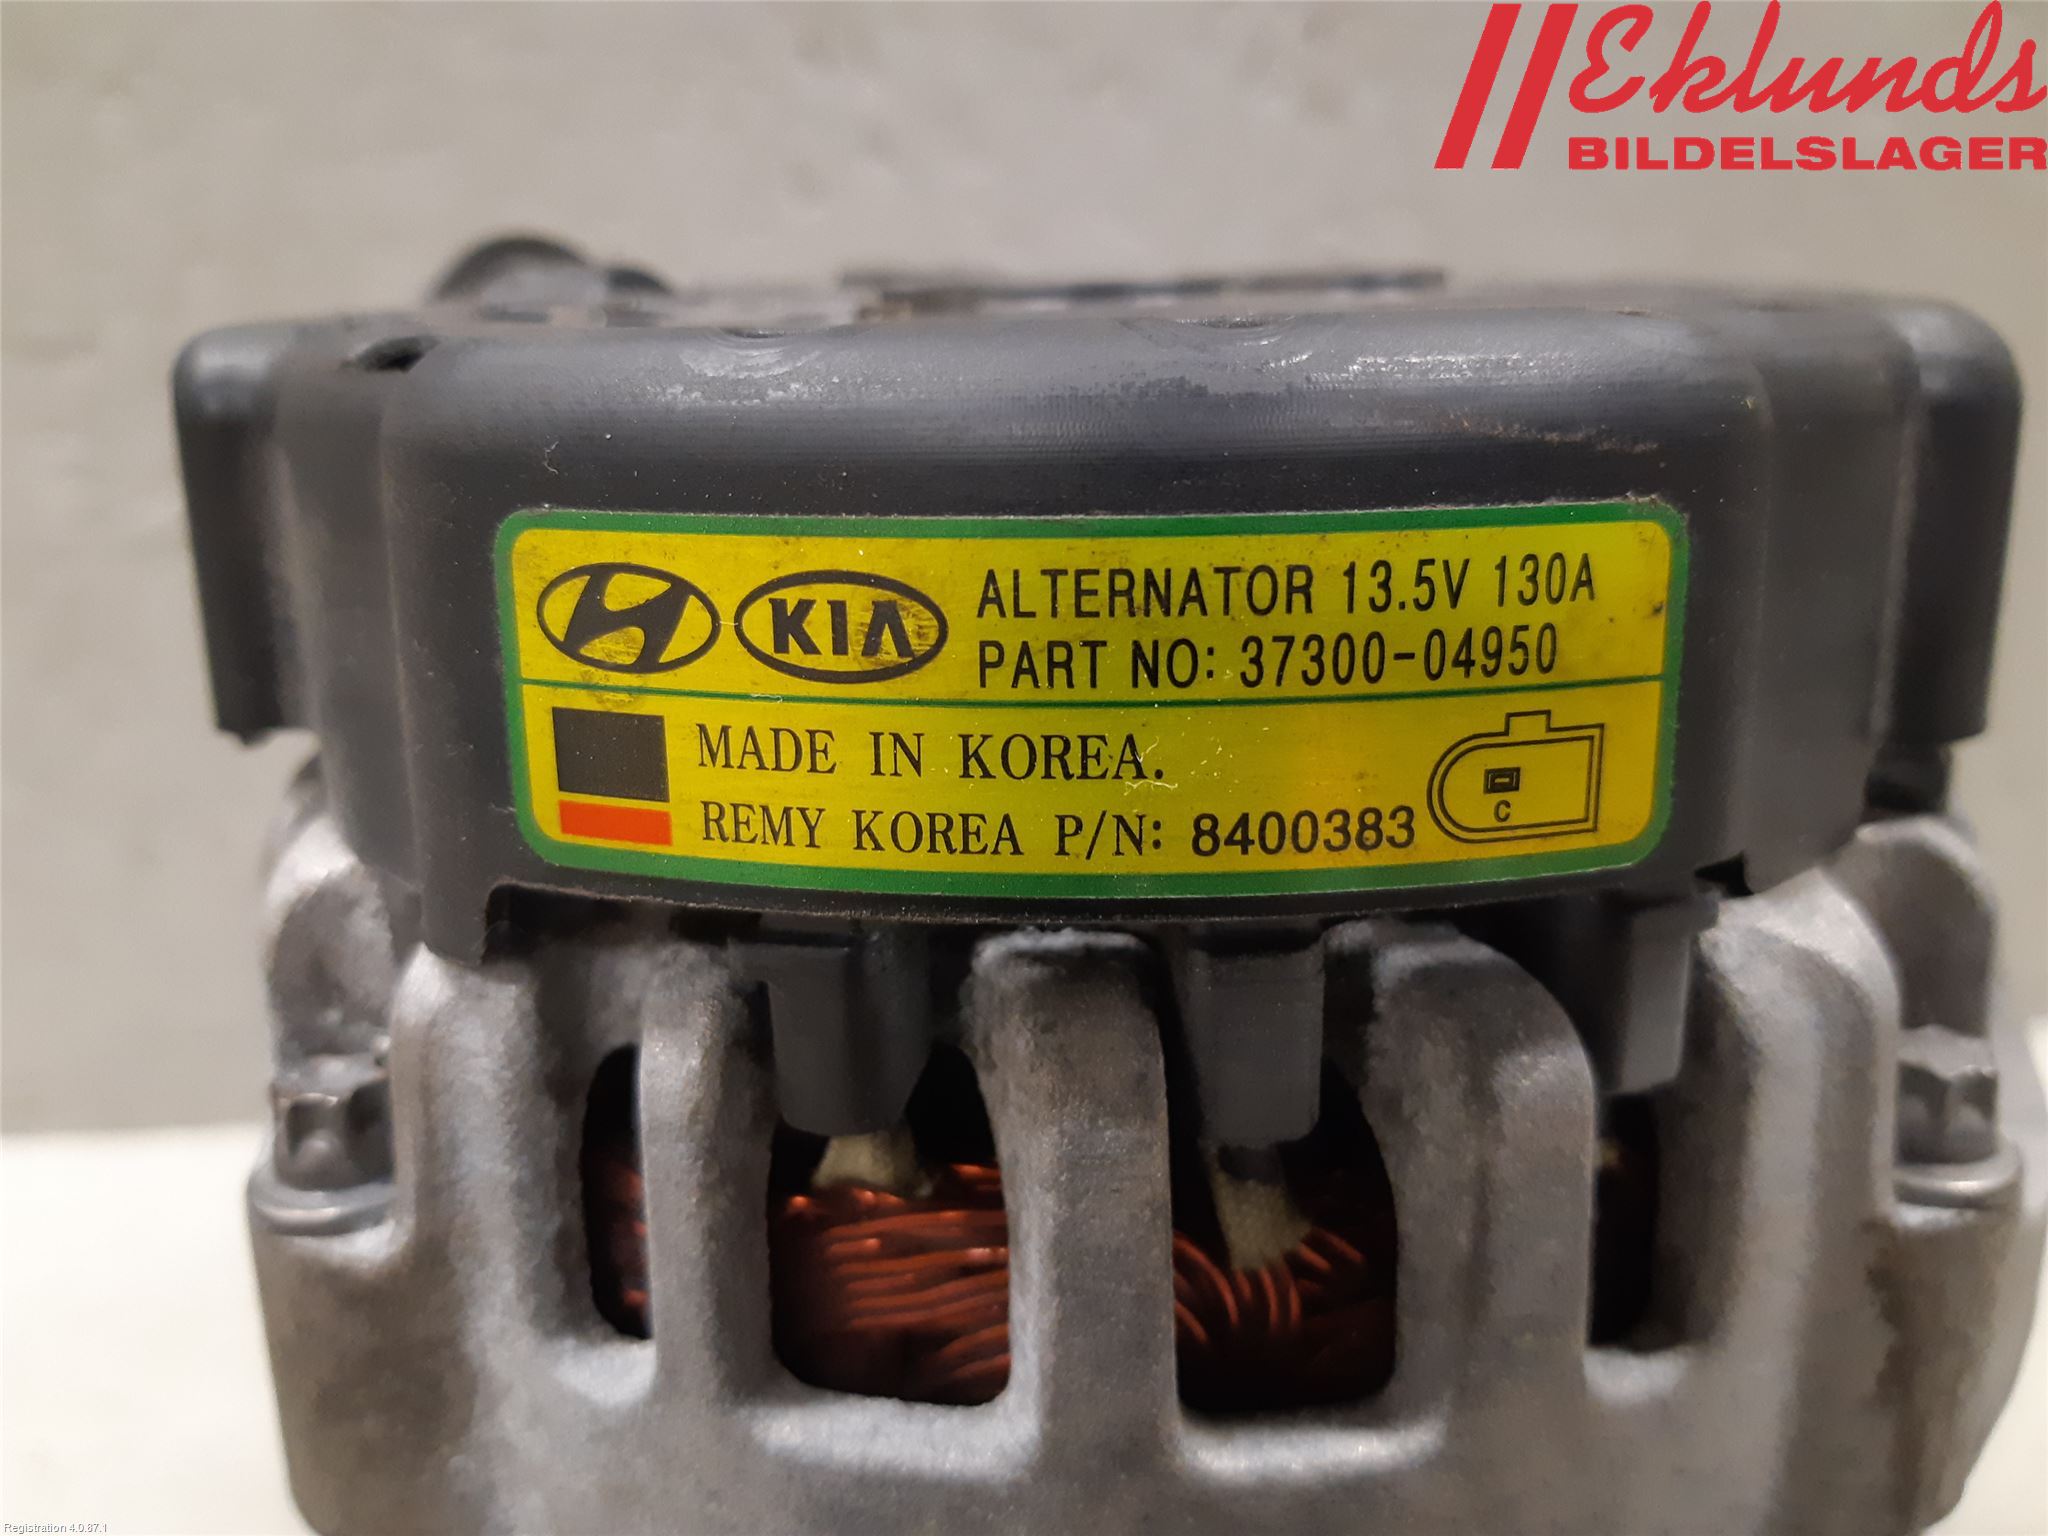 Eklunds
BILDELSLAGER
KIA
ALTERNATOR 13.5V 130A
PART NO: 37300-04950
MADE IN KOREA.
REMY KOREA P/N: 8400383
C
Registration 4.0.87.1